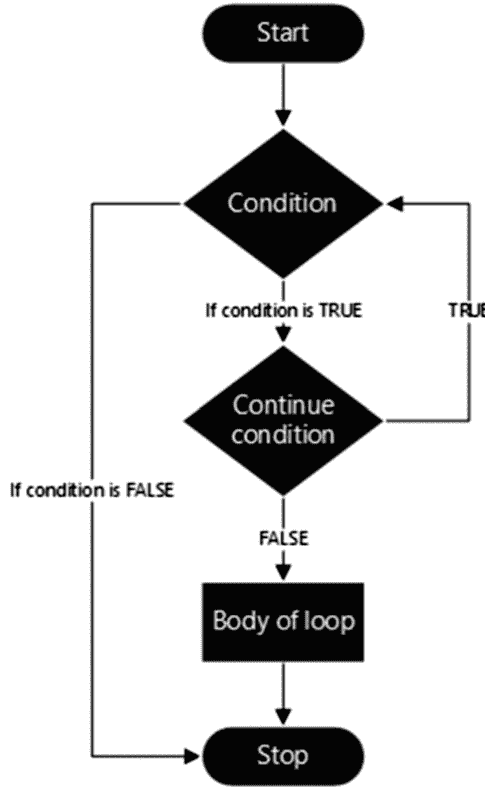 Start
Condition
If condition is TRUE
TRUE
Continue
condition
If condition is FALSE
FALSE
Body of loop
Stop